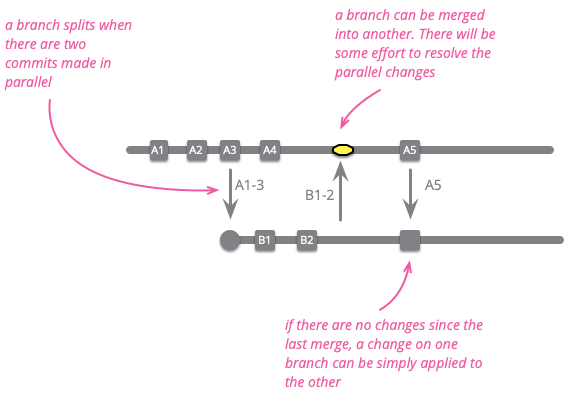 a branch can be merged
into another. There will be
some effort to resolve the
parallel changes
a branch splits when
there are two
commits made in
parallel
A1 A2 A3 A4 A5
A1-3 B1-2 A5
B1 B2
if there are no changes since the
last merge, a change on one
branch can be simply applied to
the other